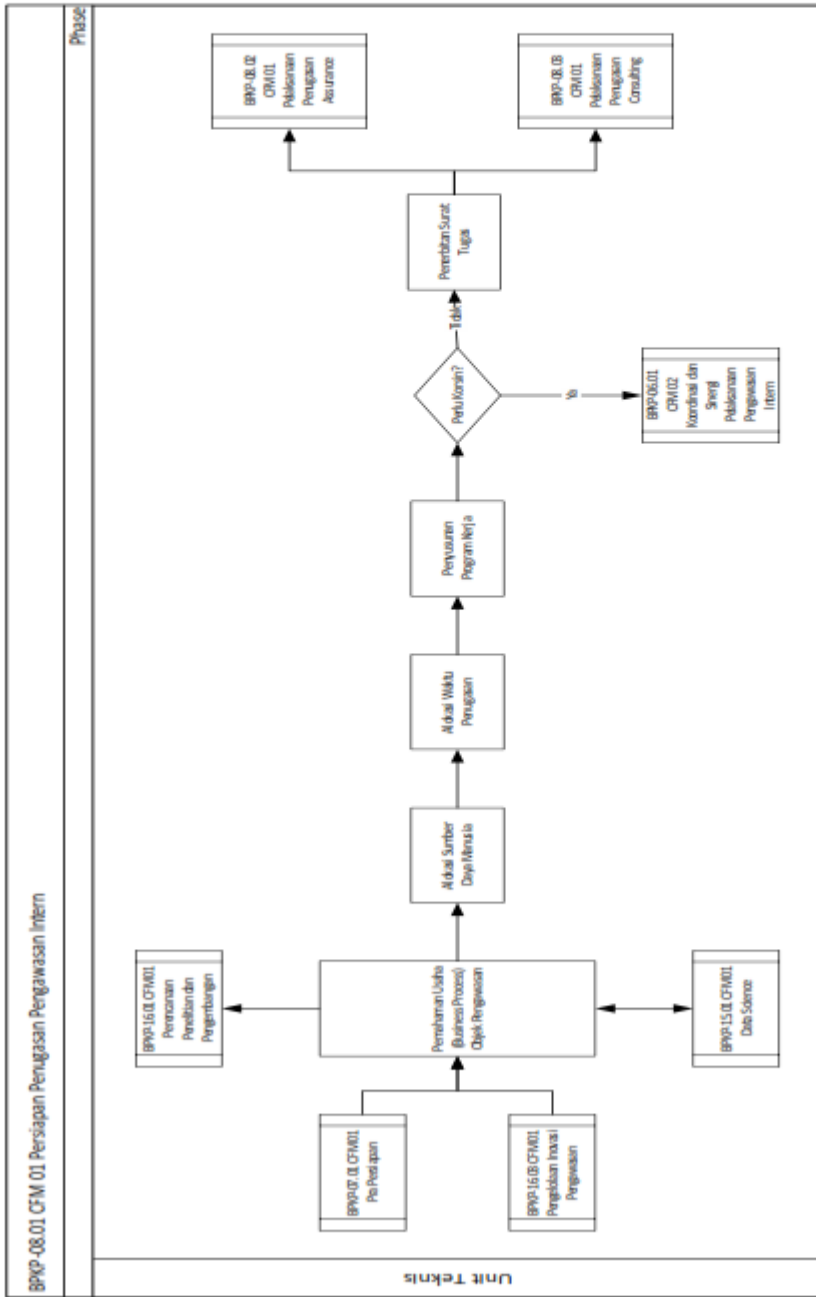 BPKP-08.01 CFM 01 Persiapan Penugasan Pengawasan Intern
Phase
Unit Teknis
BPKP-07.01 CFM01
Pra Persiapan
BPKP-16.03 CFM01
Pengelolaan Inovasi
Pengawasan
BPKP-16.01 CFM01
Perencanaan
Penelitian dan
Pengembangan
Pemahaman Usaha
(Business Process)
Objek Pengawasan
BPKP-15.01 CFM01
Data Science
Alokasi Sumber
Daya Manusia
Alokasi Waktu
Penugasan
Penyusunan
Program Kerja
Perlu Korsin?
Tidak
Ya
BPKP-06.01
CFM 02
Koordinasi dan
Sinergi
Pelaksanaan
Pengawasan
Intern
Penerbitan Surat
Tugas
BPKP-08.02
CFM 01
Pelaksanaan
Penugasan
Assurance
BPKP-08.03
CFM 01
Pelaksanaan
Penugasan
Consulting